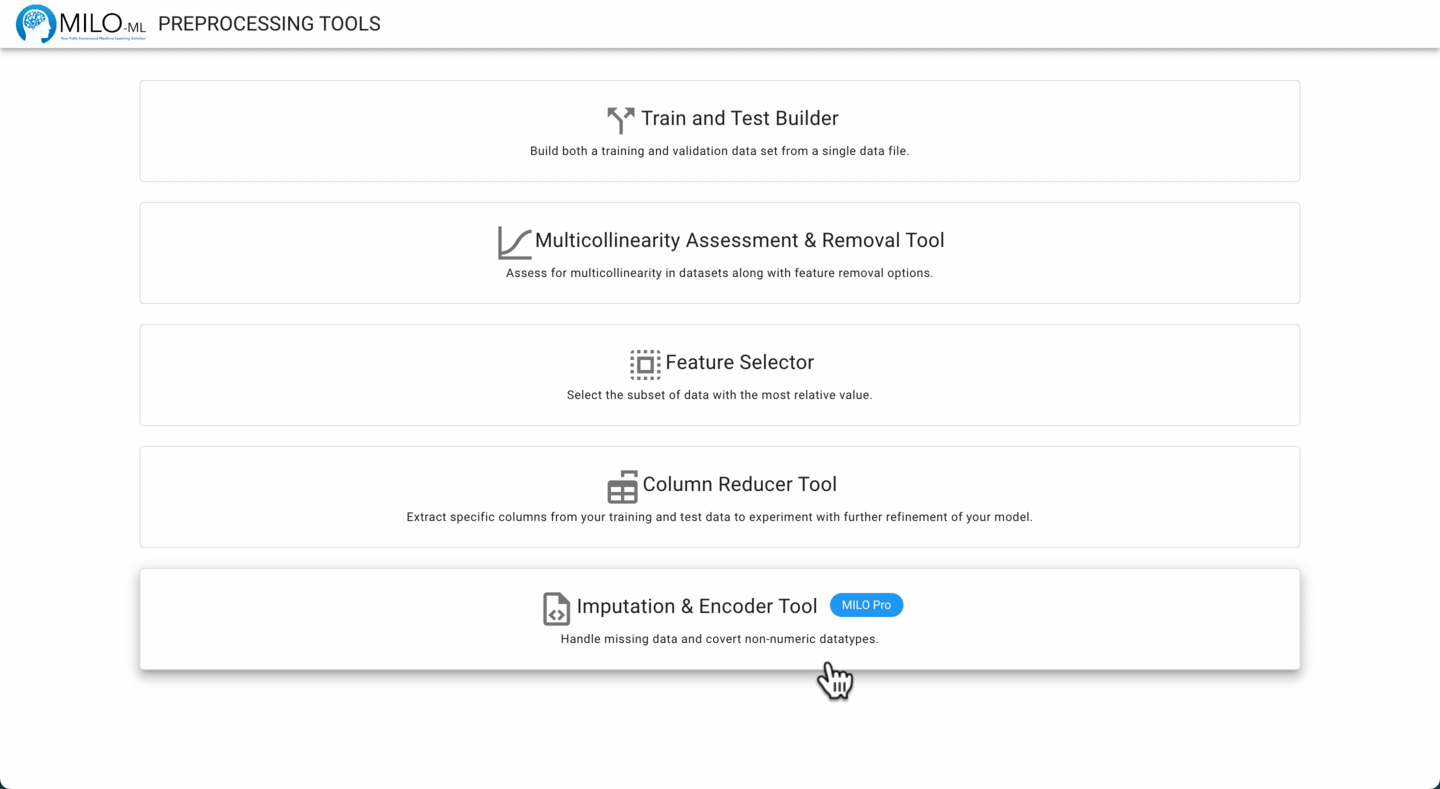 MILO-ML PREPROCESSING TOOLS
Your Fully Automated Machine Learning Solution
Train and Test Builder
Build both a training and validation data set from a single data file.
Multicollinearity Assessment & Removal Tool
Assess for multicollinearity in datasets along with feature removal options.
Feature Selector
Select the subset of data with the most relative value.
Column Reducer Tool
Extract specific columns from your training and test data to experiment with further refinement of your model.
Imputation & Encoder Tool MILO Pro
Handle missing data and covert non-numeric datatypes.